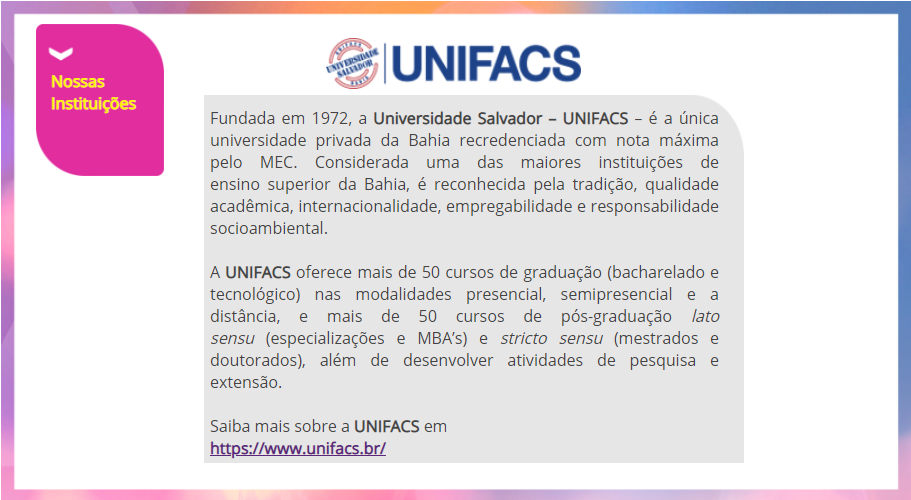 Nossas
Instituições
UNIFACS
UNIVERSIDADE
SALVADOR
BAHIA
UNIFACS
Fundada em 1972, a Universidade Salvador – UNIFACS – é a única
universidade privada da Bahia recredenciada com nota máxima
pelo MEC. Considerada uma das maiores instituições de
ensino superior da Bahia, é reconhecida pela tradição, qualidade
acadêmica, internacionalidade, empregabilidade e responsabilidade
socioambiental.
A UNIFACS oferece mais de 50 cursos de graduação (bacharelado e
tecnológico) nas modalidades presencial, semipresencial e a
distância, e mais de 50 cursos de pós-graduação lato
sensu (especializações e MBA’s) e stricto sensu (mestrados e
doutorados), além de desenvolver atividades de pesquisa e
extensão.
Saiba mais sobre a UNIFACS em
https://www.unifacs.br/